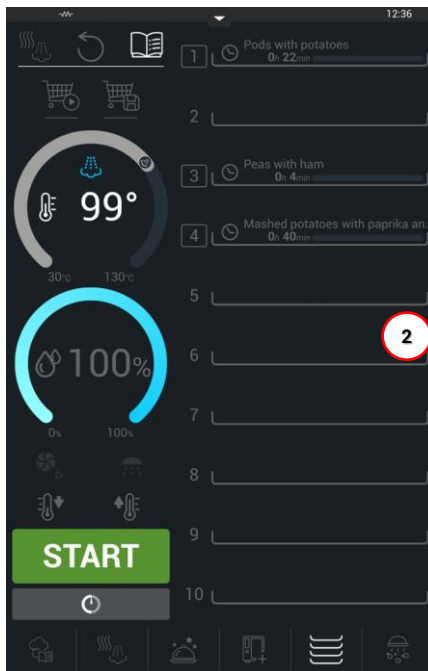 12:36
1 Pods with potatoes
0h 22min
2
3 Peas with ham
0h 4min
4 Mashed potatoes with paprika an.
0h 40min
99°
30°C 130°C
5
2
6
100%
0% 100%
7
8
6
9
START
10